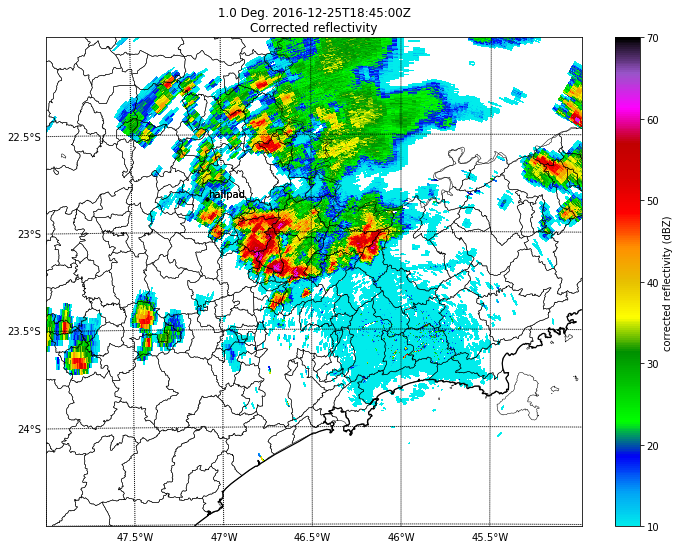 1.0 Deg. 2016-12-25T18:45:00Z
Corrected reflectivity
22.5°S
23°S
23.5°S
24°S
47.5°W
47°W
46.5°W
46°W
45.5°W
hailpad
70
60
50
40
30
20
10
corrected reflectivity (dBZ)